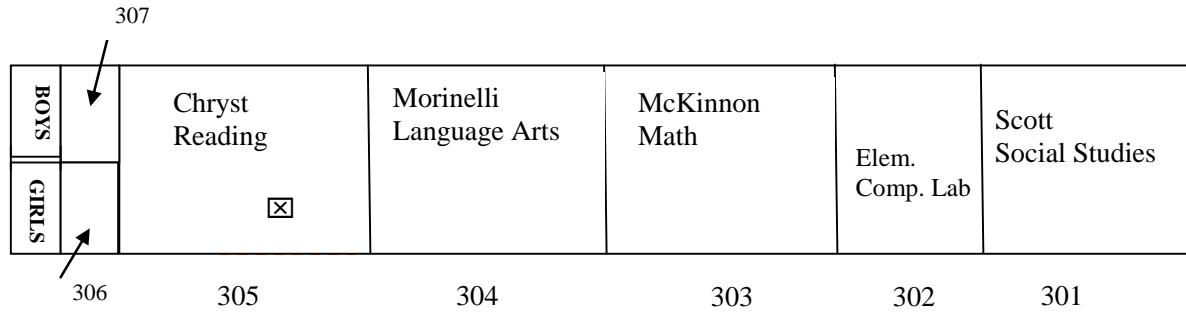 307
BOYS
GIRLS
Chryst
Reading
Morinelli
Language Arts
McKinnon
Math
Elem.
Comp. Lab
Scott
Social Studies
306
305
304
303
302
301